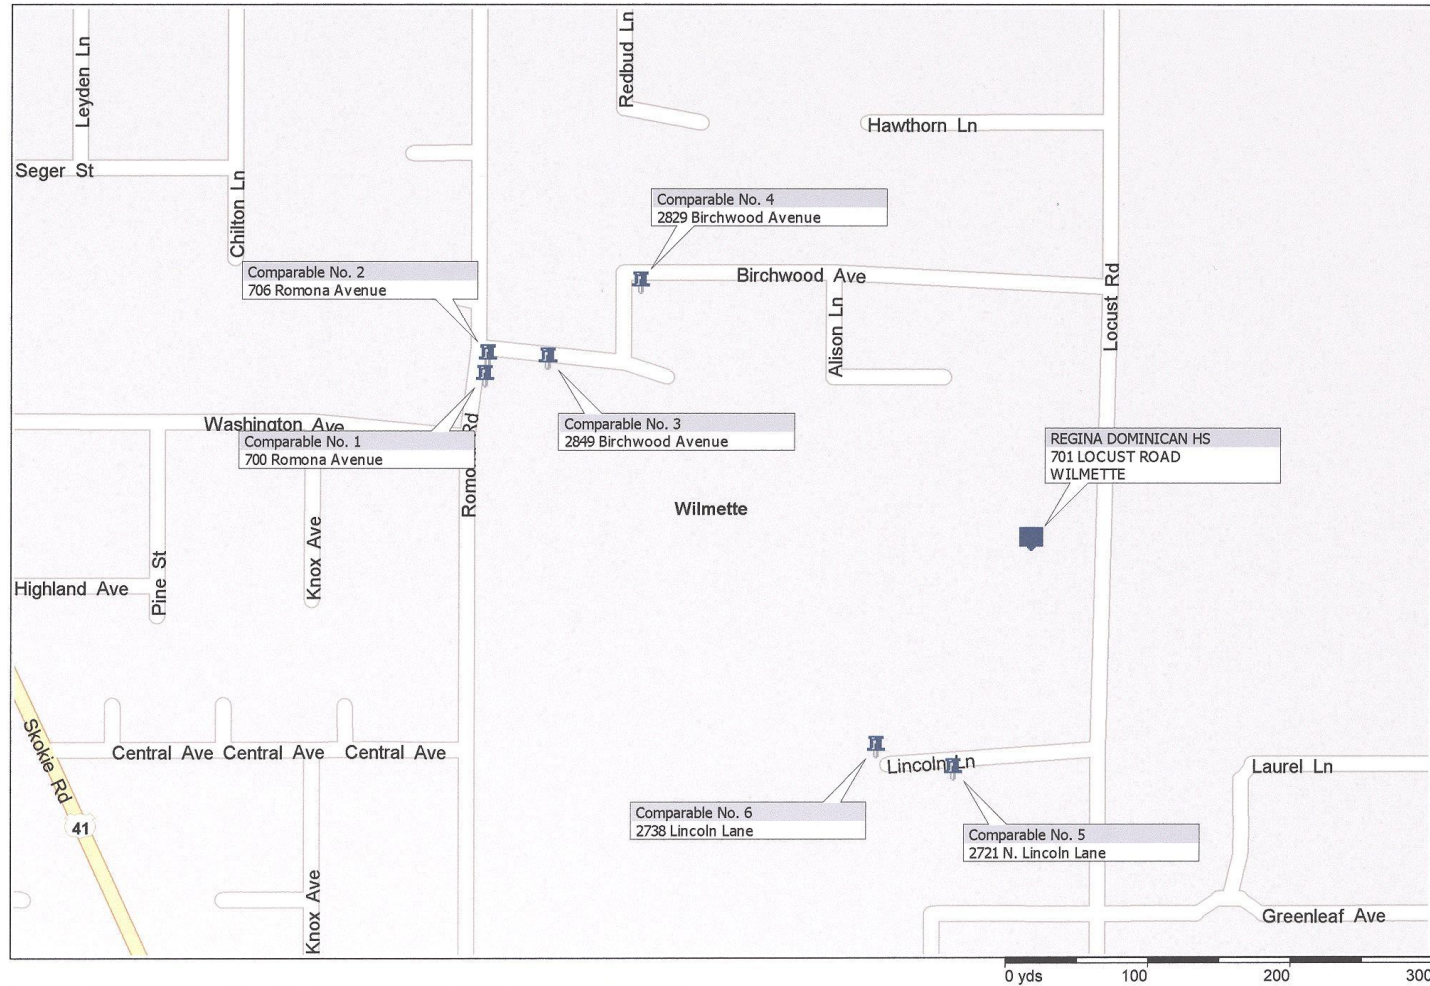 Leyden Ln
Redbud Ln
Hawthorn Ln
Seger St
Chilton Ln
Comparable No. 4
2829 Birchwood Avenue
Comparable No. 2
706 Romona Avenue
Birchwood Ave
Locust Rd
Alison Ln
Washington Ave
Comparable No. 1
700 Romona Avenue
Romo Rd
Comparable No. 3
2849 Birchwood Avenue
REGINA DOMINICAN HS
701 LOCUST ROAD
WILMETTE
Wilmette
Knox Ave
Pine St
Highland Ave
Skokie Rd
41
Central Ave Central Ave Central Ave
Lincoln Ln
Laurel Ln
Comparable No. 6
2738 Lincoln Lane
Comparable No. 5
2721 N. Lincoln Lane
Knox Ave
Greenleaf Ave
0 yds 100 200 300